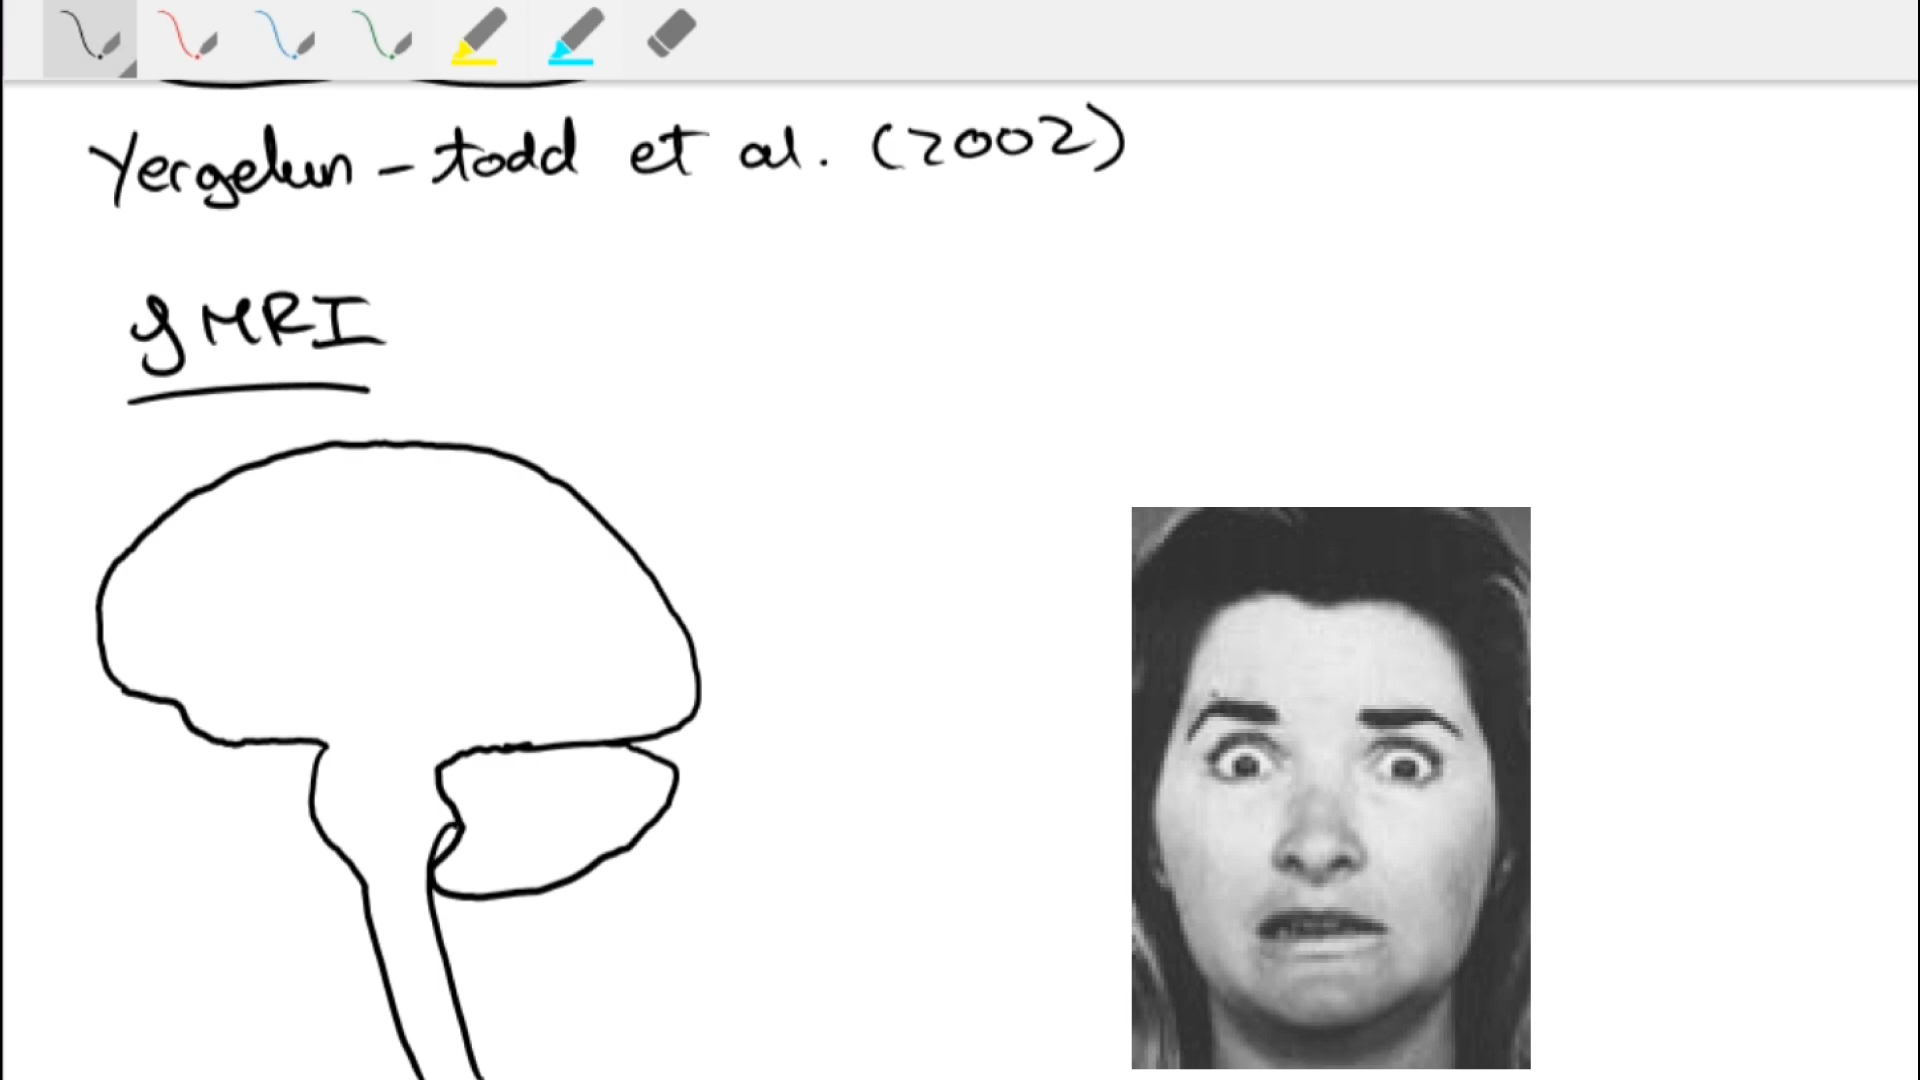 Yergelun - todd et al. (2002)
fMRI